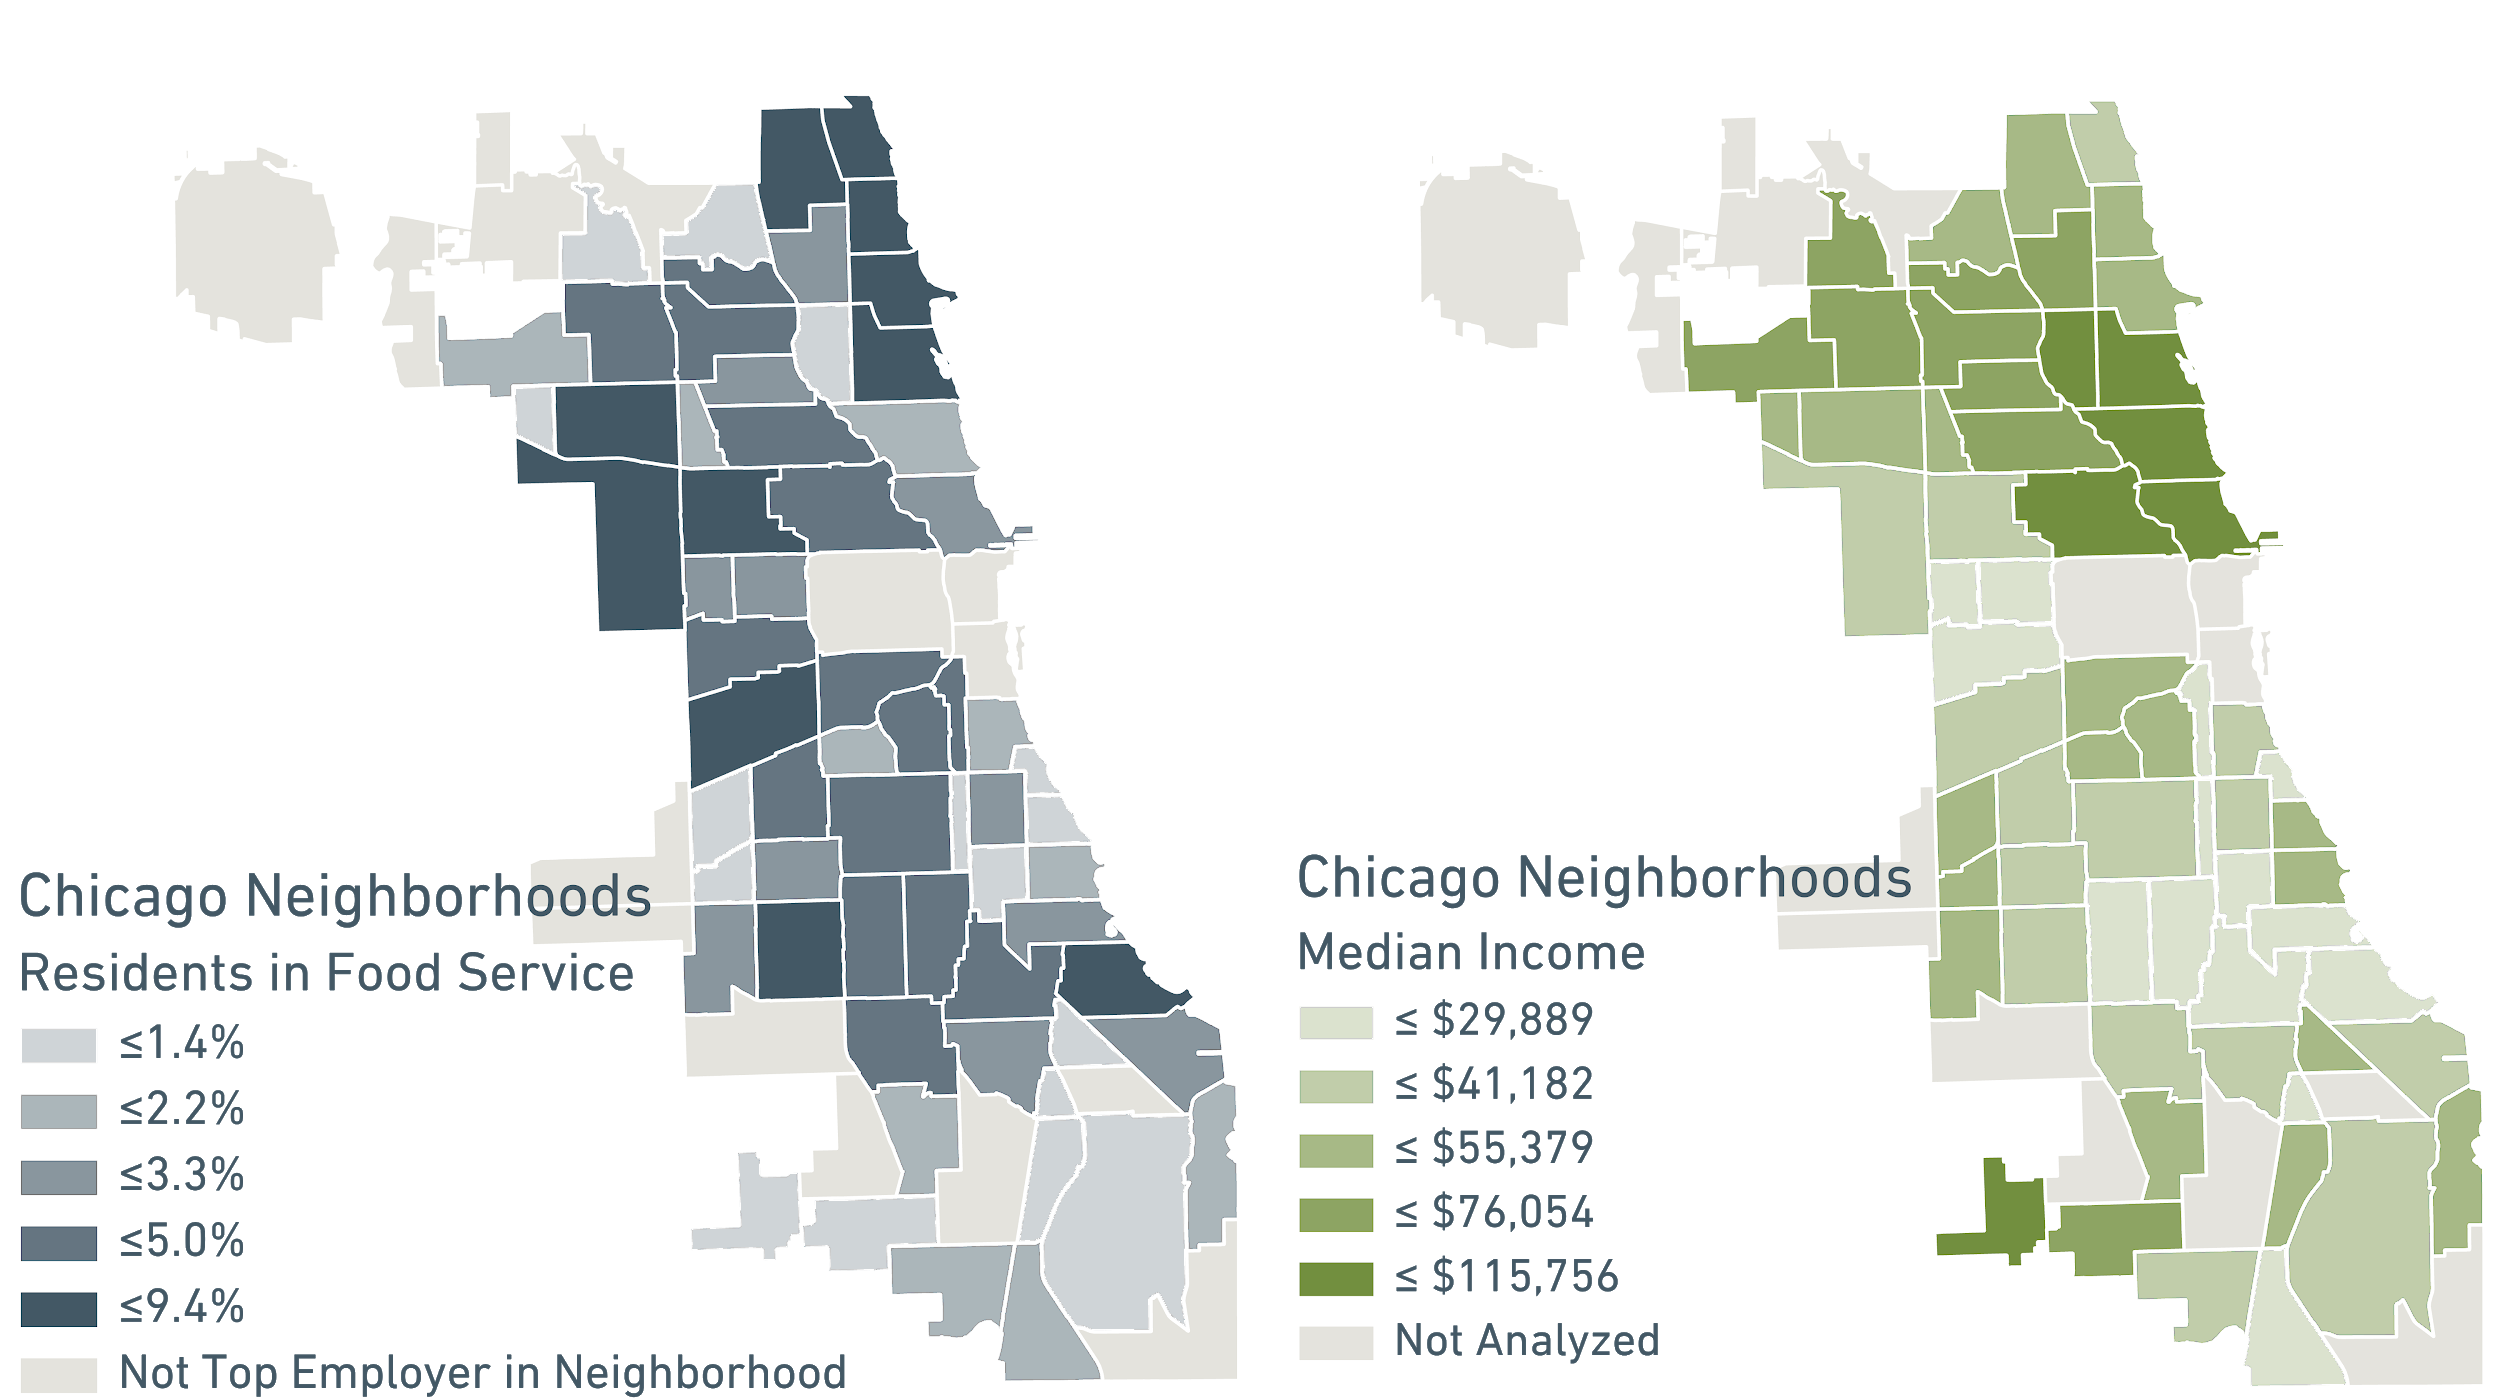 Chicago Neighborhoods
Residents in Food Service
≤1.4%
≤2.2%
≤3.3%
≤5.0%
≤9.4%
Not Top Employer in Neighborhood
Chicago Neighborhoods
Median Income
≤ $29,889
≤ $41,182
≤ $55,379
≤ $76,054
≤ $115,756
Not Analyzed